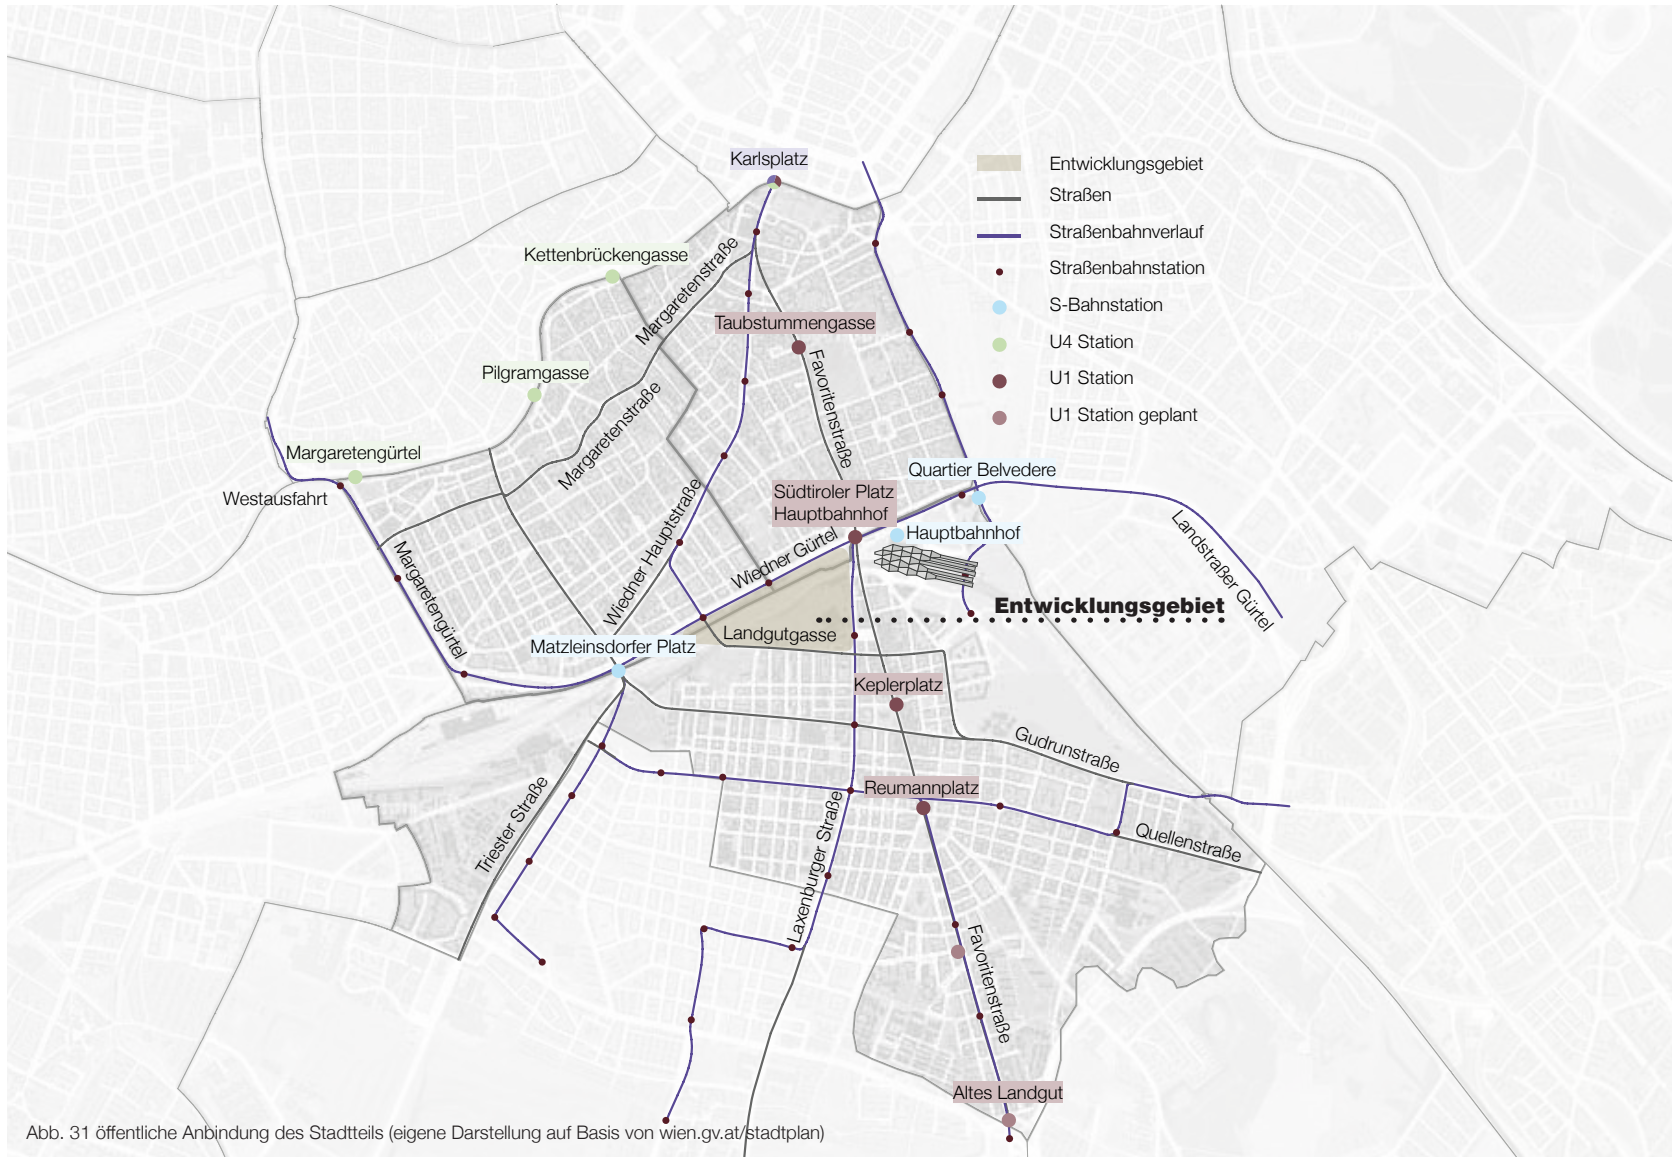 Karlsplatz
Entwicklungsgebiet
Straßen
Straßenbahnverlauf
Straßenbahnstation
S-Bahnstation
U4 Station
U1 Station
U1 Station geplant
Kettenbrückengasse
Margaretenstraße
Taubstummengasse
Favoritenstraße
Pilgramgasse
Margaretenstraße
Margaretengürtel
Westausfahrt
Quartier Belvedere
Südtiroler Platz
Hauptbahnhof
Hauptbahnhof
Landstraßer Gürtel
Wiedner Hauptstraße
Wiedner Gürtel
Margaretengürtel
Entwicklungsgebiet
Landgutgasse
Matzleinsdorfer Platz
Keplerplatz
Gudrunstraße
Reumannplatz
Triester Straße
Laxenburger Straße
Quellenstraße
Favoritenstraße
Altes Landgut
Abb. 31 öffentliche Anbindung des Stadtteils (eigene Darstellung auf Basis von wien.gv.at/stadtplan)